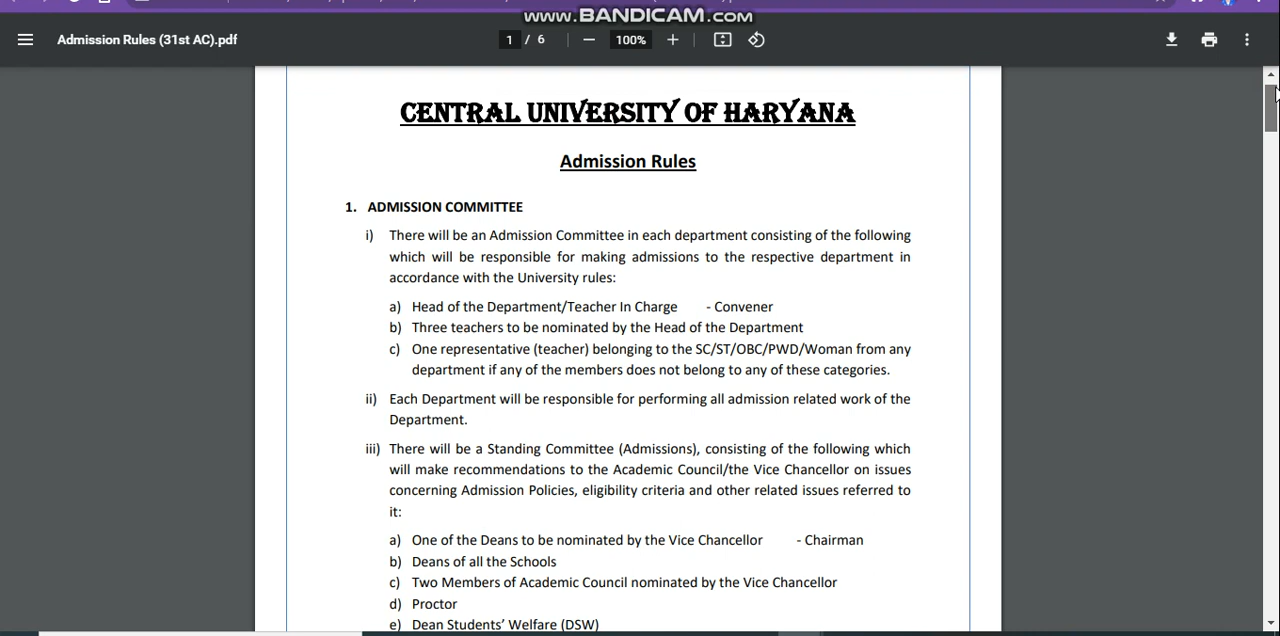 www.BANDICAM.COM
Admission Rules (31st AC).pdf
1 / 6
100%
CENTRAL UNIVERSITY OF HARYANA
Admission Rules
1. ADMISSION COMMITTEE
i) There will be an Admission Committee in each department consisting of the following
which will be responsible for making admissions to the respective department in
accordance with the University rules:
a) Head of the Department/Teacher In Charge - Convener
b) Three teachers to be nominated by the Head of the Department
c) One representative (teacher) belonging to the SC/ST/OBC/PWD/Woman from any
department if any of the members does not belong to any of these categories.
ii) Each Department will be responsible for performing all admission related work of the
Department.
iii) There will be a Standing Committee (Admissions), consisting of the following which
will make recommendations to the Academic Council/the Vice Chancellor on issues
concerning Admission Policies, eligibility criteria and other related issues referred to
it:
a) One of the Deans to be nominated by the Vice Chancellor - Chairman
b) Deans of all the Schools
c) Two Members of Academic Council nominated by the Vice Chancellor
d) Proctor
e) Dean Students' Welfare (DSW)